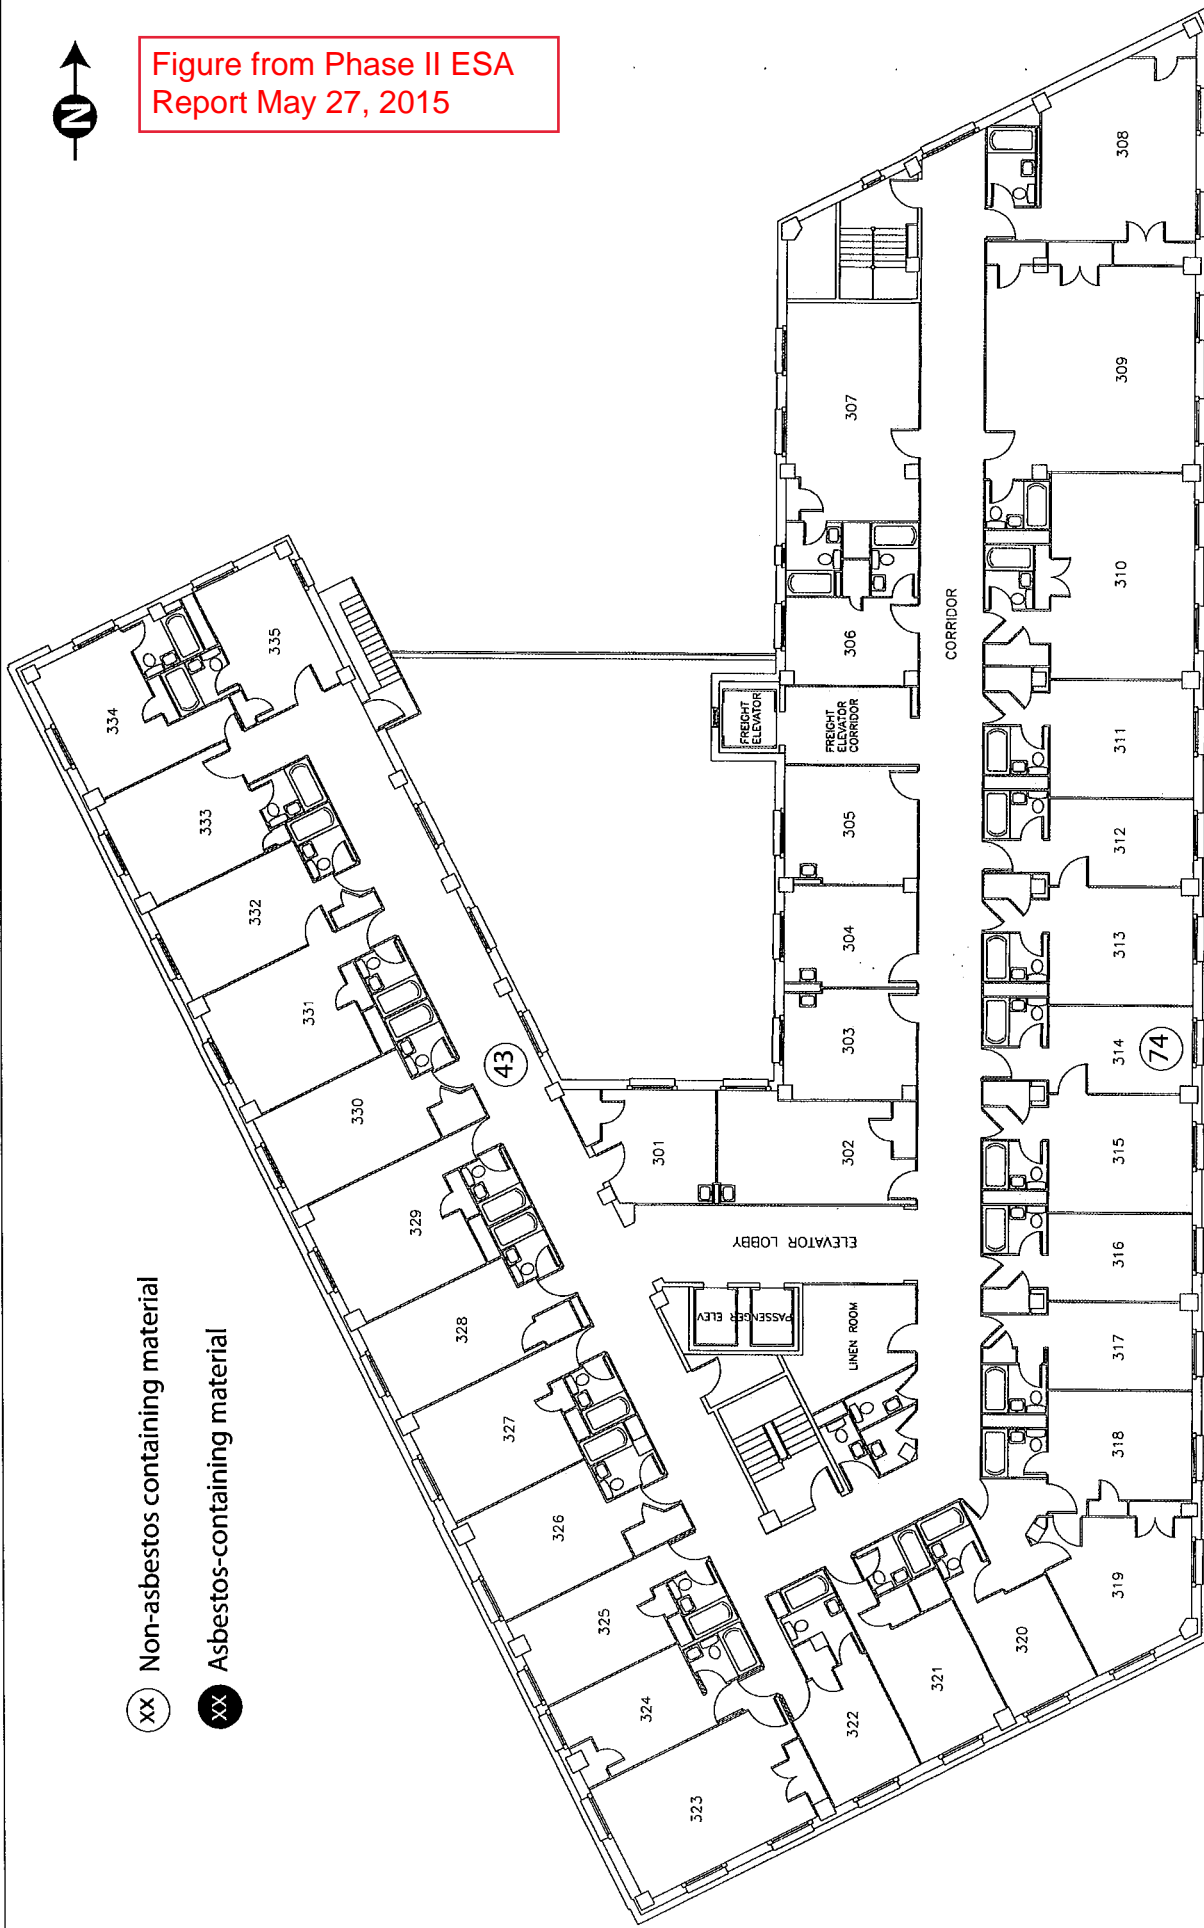 Figure from Phase II ESA
Report May 27, 2015
N
XX Non-asbestos containing material
XX Asbestos-containing material
334
335
333
332
331
330
329
328
327
326
325
324
323
43
301
302
303
304
305
FREIGHT
ELEVATOR
FREIGHT
ELEVATOR
CORRIDOR
306
307
CORRIDOR
ELEVATOR LOBBY
PASSENGER ELEV
LINEN ROOM
308
309
310
311
312
313
314
74
315
316
317
318
319
320
321
322